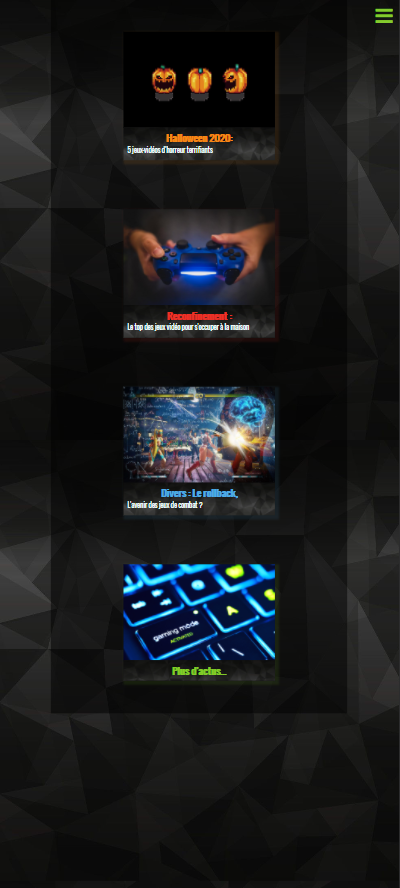 Halloween 2020:
5 jeux-vidéos d'horreur terrifiants
Reconfinement :
Le top des jeux vidéo pour s'occuper à la maison
Divers : Le rollback,
L'avenir des jeux de combat ?
A
gaming mode
ACTIVATED
Plus d'actus...